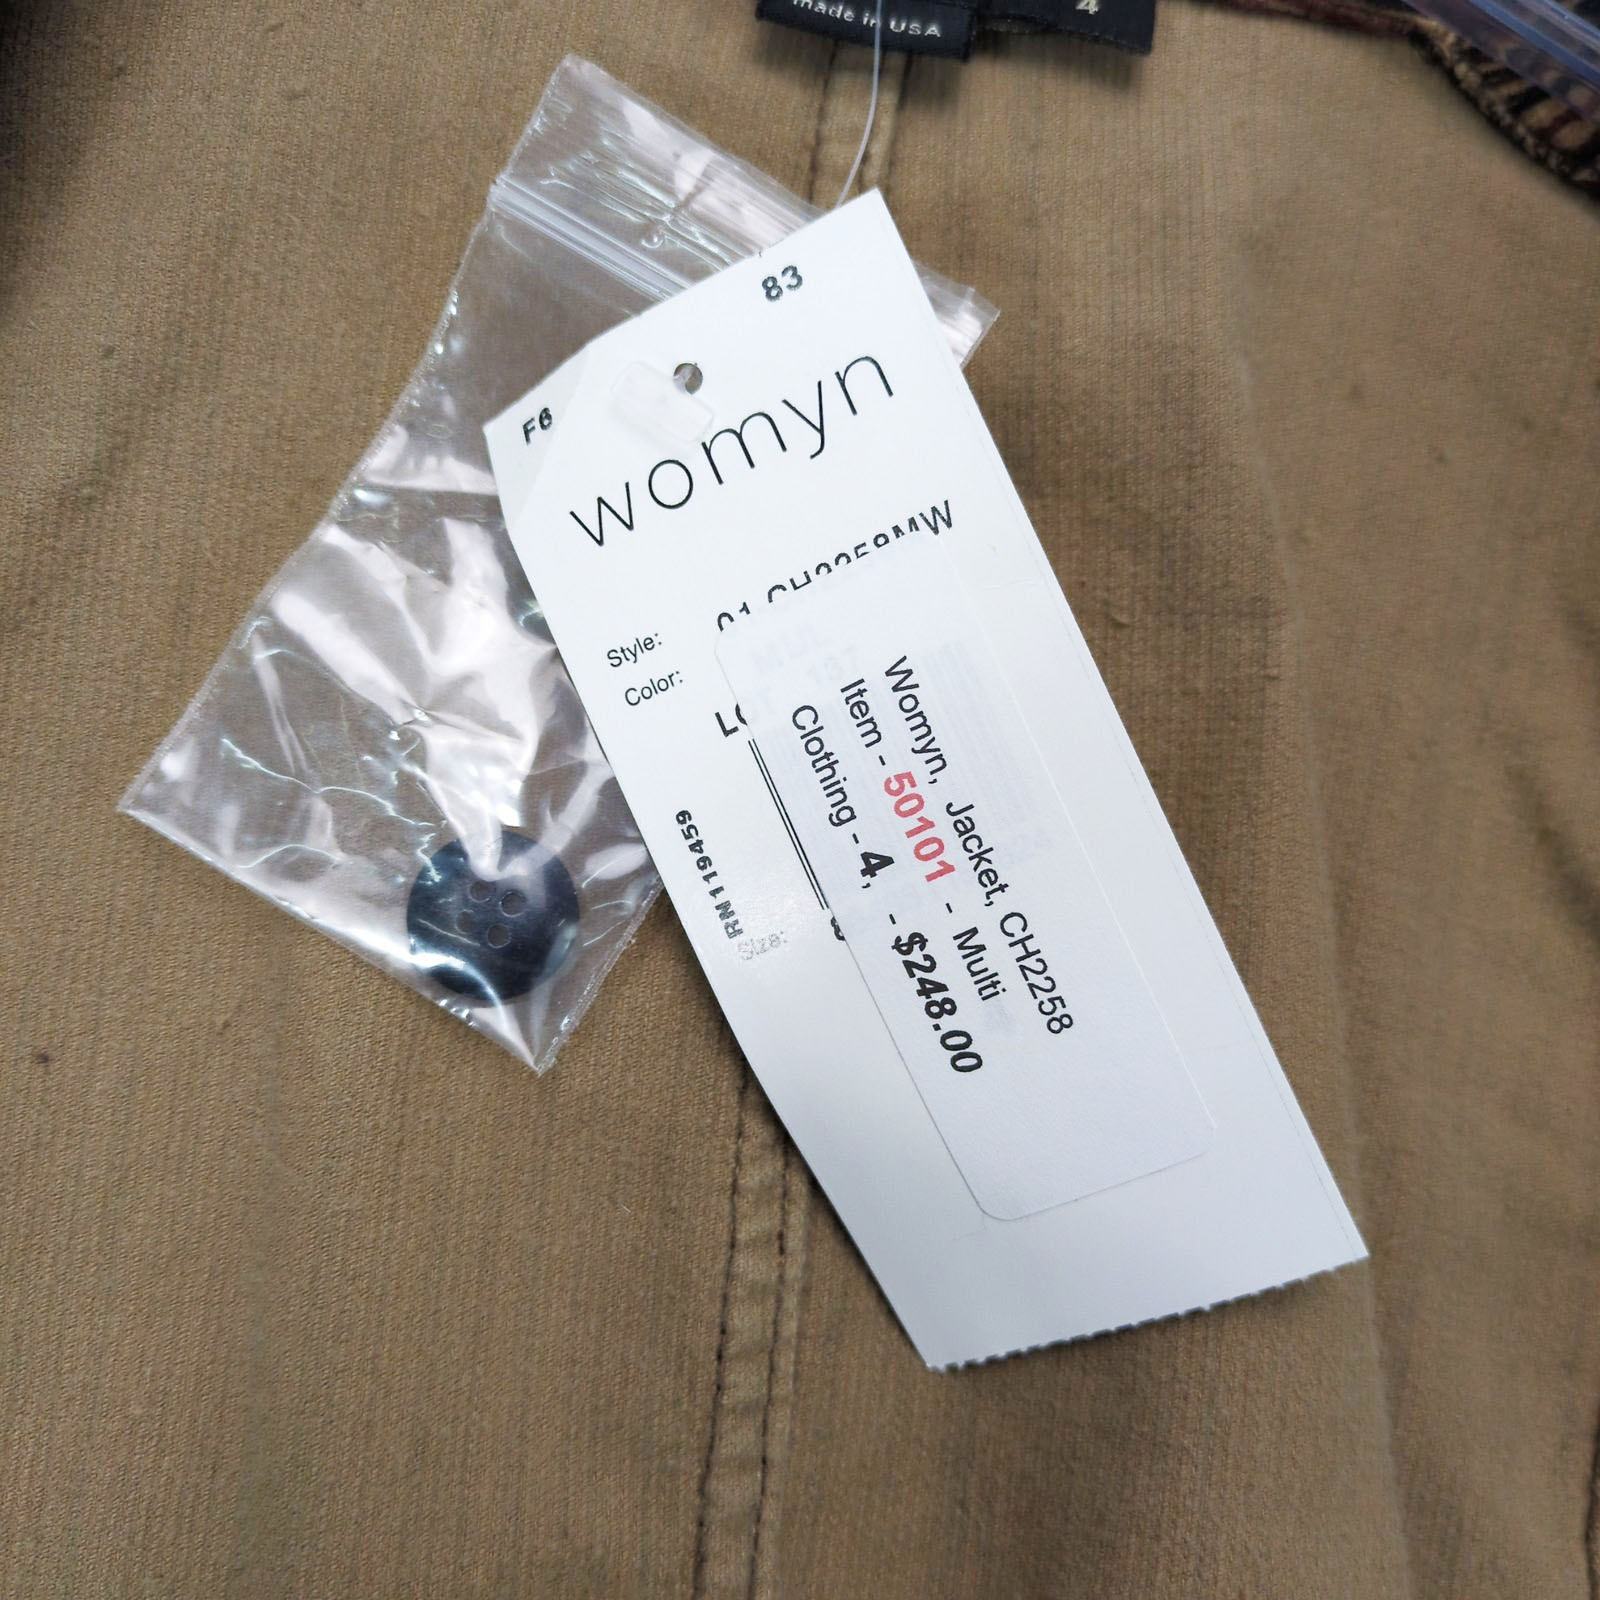 made in USA
4
83
F6
womyn
Style:
Color:
RN 119459
Size:
Womyn, Jacket, CH2258
Item - 50101 - Multi
Clothing - 4, - $248.00